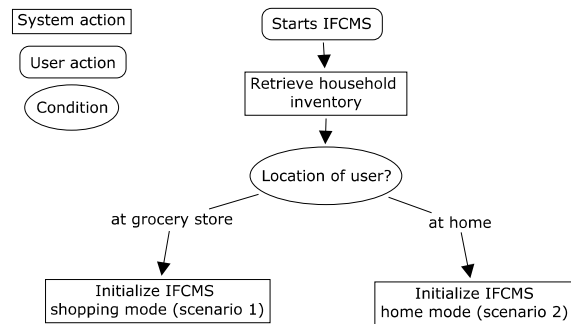 System action
User action
Condition
Starts IFCMS
Retrieve household
inventory
Location of user?
at grocery store
at home
Initialize IFCMS
shopping mode (scenario 1)
Initialize IFCMS
home mode (scenario 2)